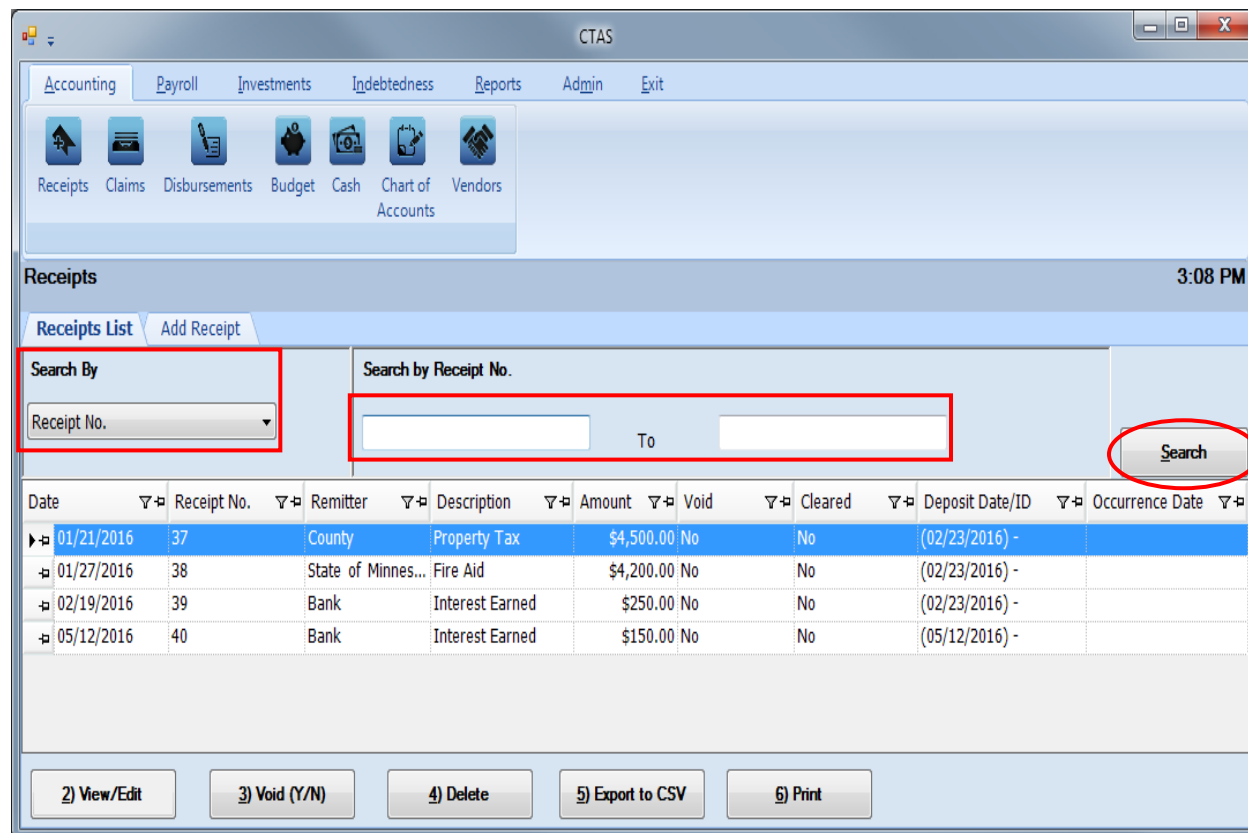 CTAS
Accounting Payroll Investments Indebtedness Reports Admin Exit
Receipts Claims Disbursements Budget Cash Chart of Accounts Vendors
Receipts 3:08 PM
Receipts List Add Receipt
Search By Search by Receipt No.
Receipt No. To Search
Date Receipt No. Remitter Description Amount Void Cleared Deposit Date/ID Occurrence Date
01/21/2016 37 County Property Tax $4,500.00 No No (02/23/2016) -
01/27/2016 38 State of Minnes... Fire Aid $4,200.00 No No (02/23/2016) -
02/19/2016 39 Bank Interest Earned $250.00 No No (02/23/2016) -
05/12/2016 40 Bank Interest Earned $150.00 No No (05/12/2016) -
2) View/Edit 3) Void (Y/N) 4) Delete 5) Export to CSV 6) Print